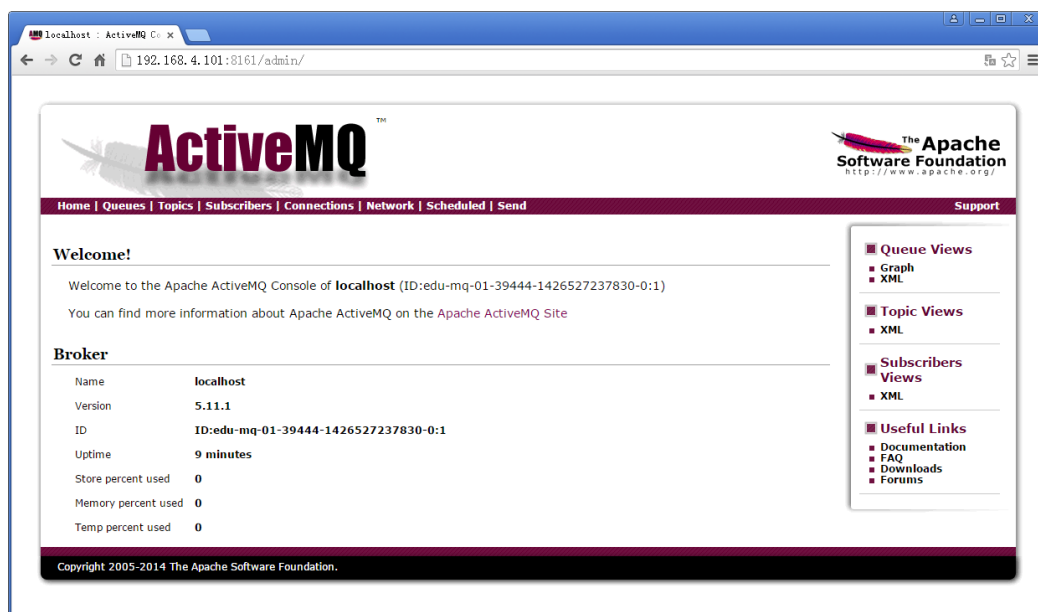 localhost : ActiveMQ Co
192.168.4.101:8161/admin/
ActiveMQ ™
The Apache
Software Foundation
http://www.apache.org/
Home | Queues | Topics | Subscribers | Connections | Network | Scheduled | Send
Support
Welcome!
Welcome to the Apache ActiveMQ Console of localhost (ID:edu-mq-01-39444-1426527237830-0:1)
You can find more information about Apache ActiveMQ on the Apache ActiveMQ Site
Broker
Name localhost
Version 5.11.1
ID ID:edu-mq-01-39444-1426527237830-0:1
Uptime 9 minutes
Store percent used 0
Memory percent used 0
Temp percent used 0
Queue Views
Graph
XML
Topic Views
XML
Subscribers
Views
XML
Useful Links
Documentation
FAQ
Downloads
Forums
Copyright 2005-2014 The Apache Software Foundation.